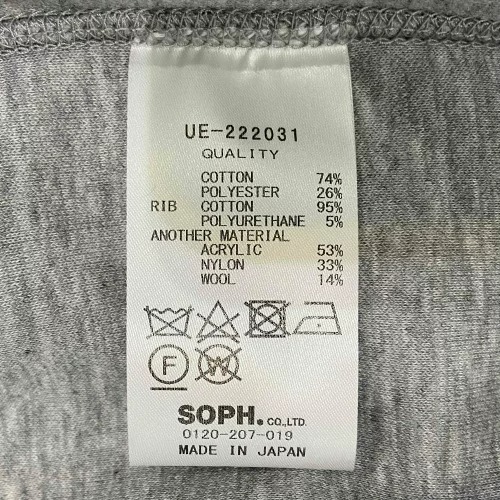 UE-222031
QUALITY
COTTON 74%
POLYESTER 26%
RIB COTTON 95%
POLYURETHANE 5%
ANOTHER MATERIAL
ACRYLIC 53%
NYLON 33%
WOOL 14%
F W
SOPH. CO.,LTD.
0120-207-019
MADE IN JAPAN